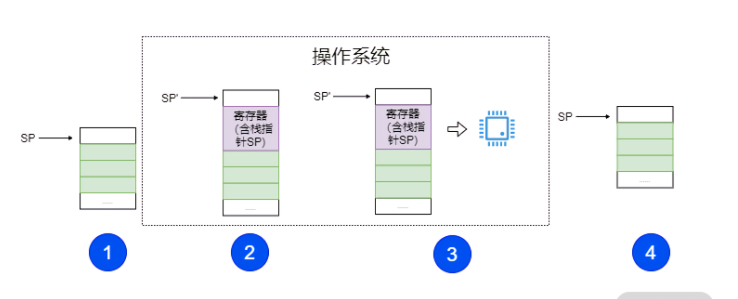 操作系统
SP
SP'
寄存器
（含栈指
针SP）
......
SP'
寄存器
（含栈指
针SP）
......
SP
......
......
1
2
3
4